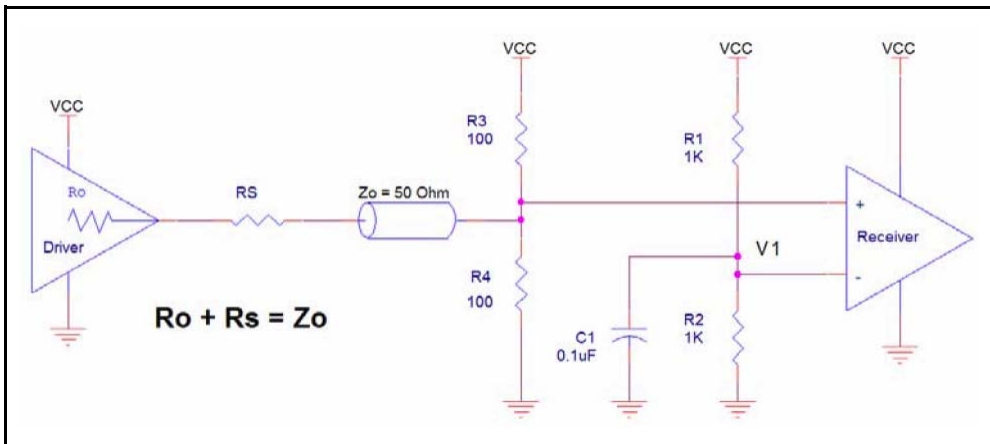 VCC
VCC
VCC
VCC
R3
100
R1
1K
Ro
RS
Zo = 50 Ohm
+
Receiver
-
Driver
V1
R4
100
Ro + Rs = Zo
C1
0.1uF
R2
1K